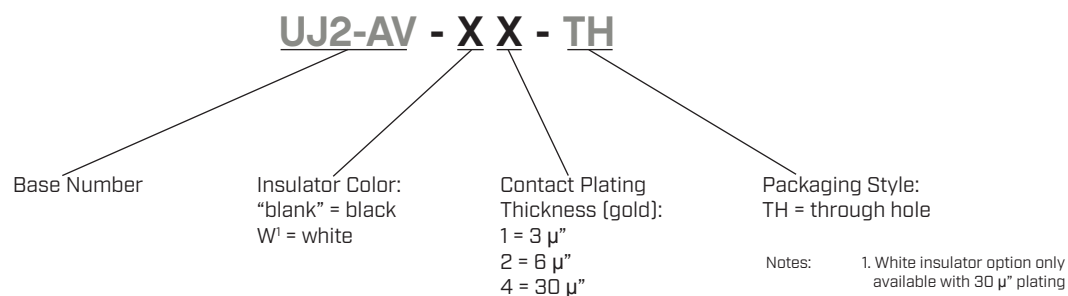 UJ2-AV - X X - TH
Base Number
Insulator Color:
“blank” = black
W¹ = white
Contact Plating
Thickness (gold):
1 = 3 µ”
2 = 6 µ”
4 = 30 µ”
Packaging Style:
TH = through hole
Notes: 1. White insulator option only
available with 30 µ” plating